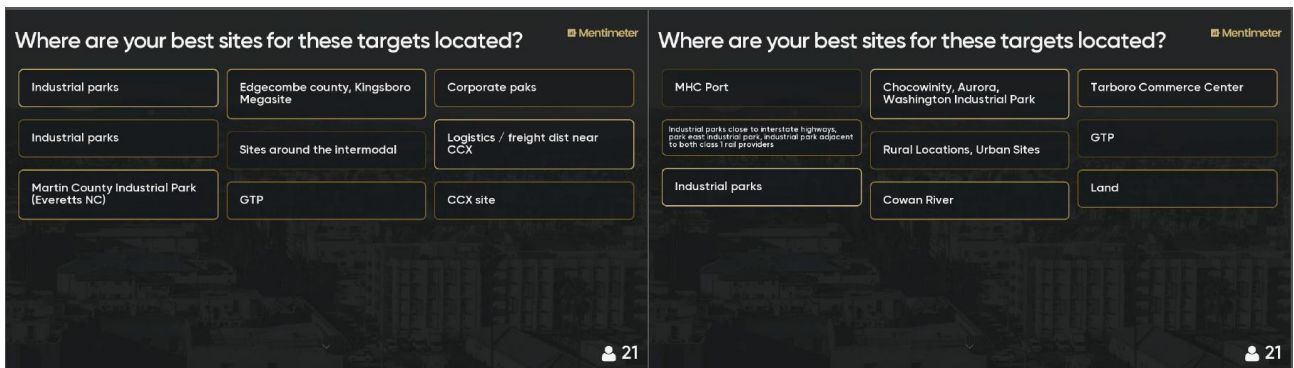 Where are your best sites for these targets located?
Mentimeter
Industrial parks
Edgecombe county, Kingsboro
Megasite
Corporate paks
Industrial parks
Sites around the intermodal
Logistics / freight dist near
CCX
Martin County Industrial Park
(Everetts NC)
GTP
CCX site
21
Where are your best sites for these targets located?
Mentimeter
MHC Port
Chocowinity, Aurora,
Washington Industrial Park
Tarboro Commerce Center
Industrial parks close to interstate highways,
park east industrial park, industrial park adjacent
to both class 1 rail providers
Rural Locations, Urban Sites
GTP
Industrial parks
Cowan River
Land
21